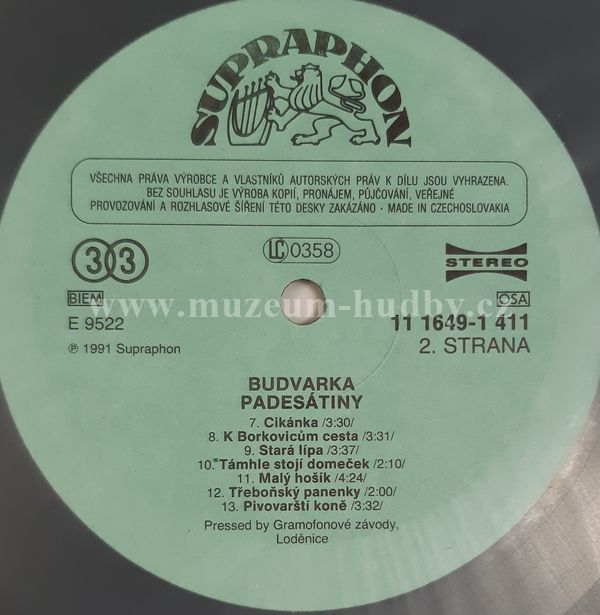 SUPRAPHON
VŠECHNA PRÁVA VÝROBCE A VLASTNÍKŮ AUTORSKÝCH PRÁV K DÍLU JSOU VYHRAZENA.
BEZ SOUHLASU JE VÝROBA KOPIÍ, PRONÁJEM, PŮJČOVÁNÍ, VEŘEJNÉ
PROVOZOVÁNÍ A ROZHLASOVÉ ŠÍŘENÍ TÉTO DESKY ZAKÁZÁNO · MADE IN CZECHOSLOVAKIA
33
LC 0358
STEREO
BIEM
OSA
www.muzeum-hudby.cz
E 9522
11 1649-1 411
℗ 1991 Supraphon
2. STRANA
BUDVARKA
PADESÁTINY
7. Cikánka /3:30/
8. K Borkovicům cesta /3:31/
9. Stará lípa /3:37/
10. Támhle stojí domeček /2:10/
11. Malý hošík /4:24/
12. Třeboňský panenky /2:00/
13. Pivovarští koně /3:32/
Pressed by Gramofonové závody,
Loděnice